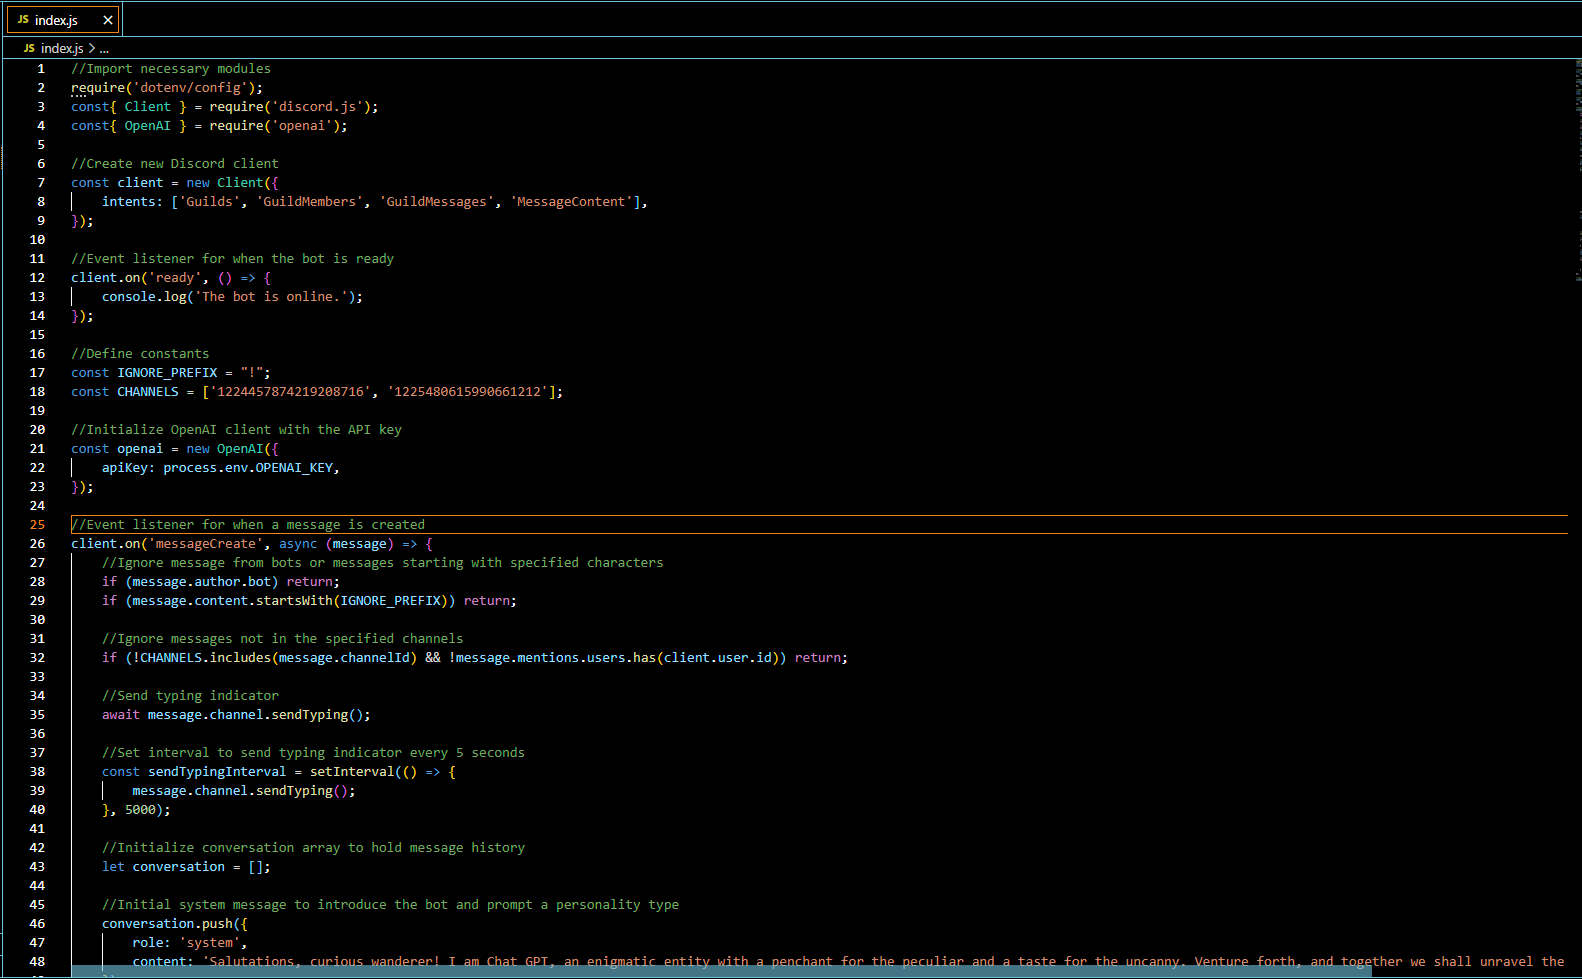 JS index.js ×
JS index.js > ...
1 //Import necessary modules
2 require('dotenv/config');
3 const{ Client } = require('discord.js');
4 const{ OpenAI } = require('openai');
5
6 //Create new Discord client
7 const client = new Client({
8     intents: ['Guilds', 'GuildMembers', 'GuildMessages', 'MessageContent'],
9 });
10
11 //Event listener for when the bot is ready
12 client.on('ready', () => {
13     console.log('The bot is online.');
14 });
15
16 //Define constants
17 const IGNORE_PREFIX = "!";
18 const CHANNELS = ['1224457874219208716', '1225480615990661212'];
19
20 //Initialize OpenAI client with the API key
21 const openai = new OpenAI({
22     apiKey: process.env.OPENAI_KEY,
23 });
24
25 //Event listener for when a message is created
26 client.on('messageCreate', async (message) => {
27     //Ignore message from bots or messages starting with specified characters
28     if (message.author.bot) return;
29     if (message.content.startsWith(IGNORE_PREFIX)) return;
30
31     //Ignore messages not in the specified channels
32     if (!CHANNELS.includes(message.channelId) && !message.mentions.users.has(client.user.id)) return;
33
34     //Send typing indicator
35     await message.channel.sendTyping();
36
37     //Set interval to send typing indicator every 5 seconds
38     const sendTypingInterval = setInterval(() => {
39         message.channel.sendTyping();
40     }, 5000);
41
42     //Initialize conversation array to hold message history
43     let conversation = [];
44
45     //Initial system message to introduce the bot and prompt a personality type
46     conversation.push({
47         role: 'system',
48         content: 'Salutations, curious wanderer! I am Chat GPT, an enigmatic entity with a penchant for the peculiar and a taste for the uncanny. Venture forth, and together we shall unravel the